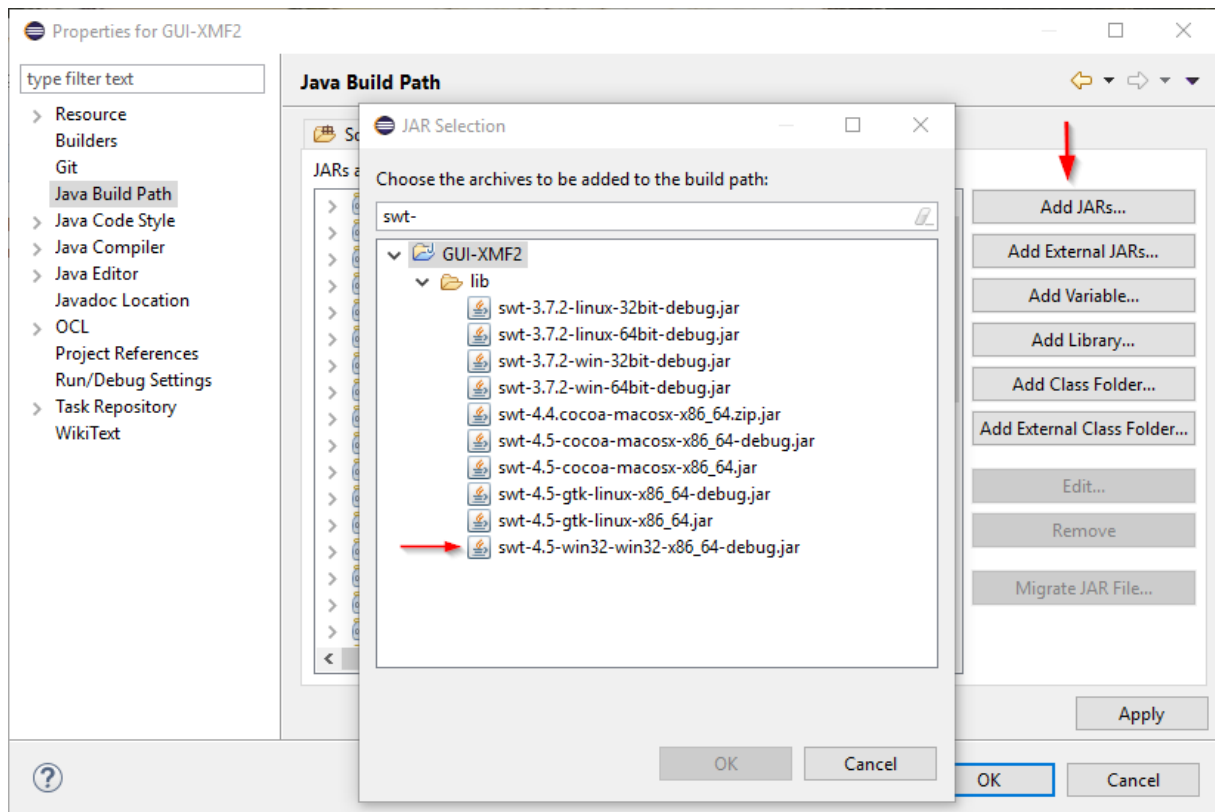 Properties for GUI-XMF2
type filter text
Resource
Builders
Git
Java Build Path
Java Code Style
Java Compiler
Java Editor
Javadoc Location
OCL
Project References
Run/Debug Settings
Task Repository
WikiText
Java Build Path
JARs
JAR Selection
Choose the archives to be added to the build path:
swt-
GUI-XMF2
lib
swt-3.7.2-linux-32bit-debug.jar
swt-3.7.2-linux-64bit-debug.jar
swt-3.7.2-win-32bit-debug.jar
swt-3.7.2-win-64bit-debug.jar
swt-4.4.cocoa-macosx-x86_64.zip.jar
swt-4.5-cocoa-macosx-x86_64-debug.jar
swt-4.5-cocoa-macosx-x86_64.jar
swt-4.5-gtk-linux-x86_64-debug.jar
swt-4.5-gtk-linux-x86_64.jar
swt-4.5-win32-win32-x86_64-debug.jar
OK
Cancel
Add JARs...
Add External JARs...
Add Variable...
Add Library...
Add Class Folder...
Add External Class Folder...
Edit...
Remove
Migrate JAR File...
Apply
?
OK
Cancel